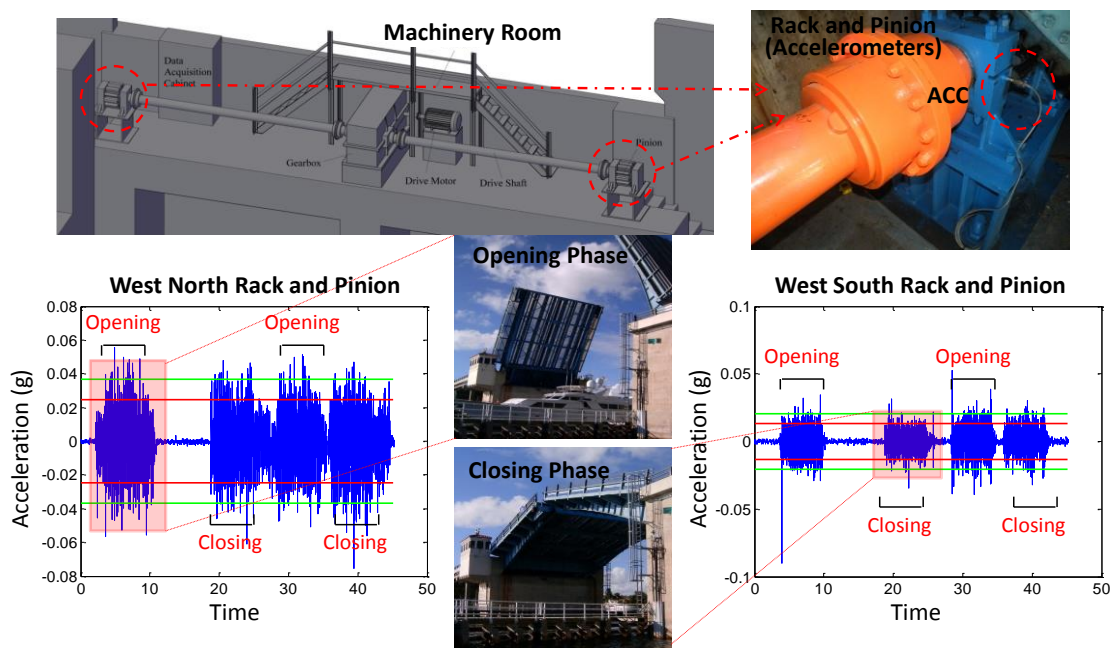 Machinery Room
Data
Acquisition
Cabinet
Gearbox
Drive Motor
Drive Shaft
Pinion
Rack and Pinion
(Accelerometers)
ACC
West North Rack and Pinion
Acceleration (g)
0.08
0.06
0.04
0.02
0
-0.02
-0.04
-0.06
-0.08
Opening
Opening
Closing
Closing
0
10
20
30
40
50
Time
Opening Phase
Closing Phase
West South Rack and Pinion
Acceleration (g)
0.1
0.05
0
-0.05
-0.1
Opening
Opening
Closing
Closing
0
10
20
30
40
50
Time